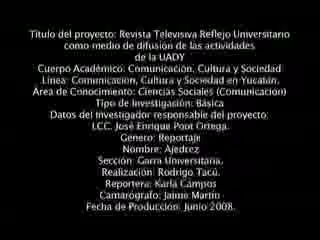 Título del proyecto: Revista Televisiva Reflejo Universitario
como medio de difusión de las actividades
de la UADY
Cuerpo Académico: Comunicación, Cultura y Sociedad
Línea: Comunicación, Cultura y Sociedad en Yucatán.
Área de Conocimiento: Ciencias Sociales (Comunicación)
Tipo de Investigación: Básica
Datos del investigador responsable del proyecto:
LCC. José Enrique Poot Ortega.
Genero: Reportaje
Nombre: Ajedrez
Sección: Garra Universitaria.
Realización: Rodrigo Tacú.
Reportera: Karla Campos
Camarógrafo: Jaime Martín
Fecha de Producción: Junio 2008.